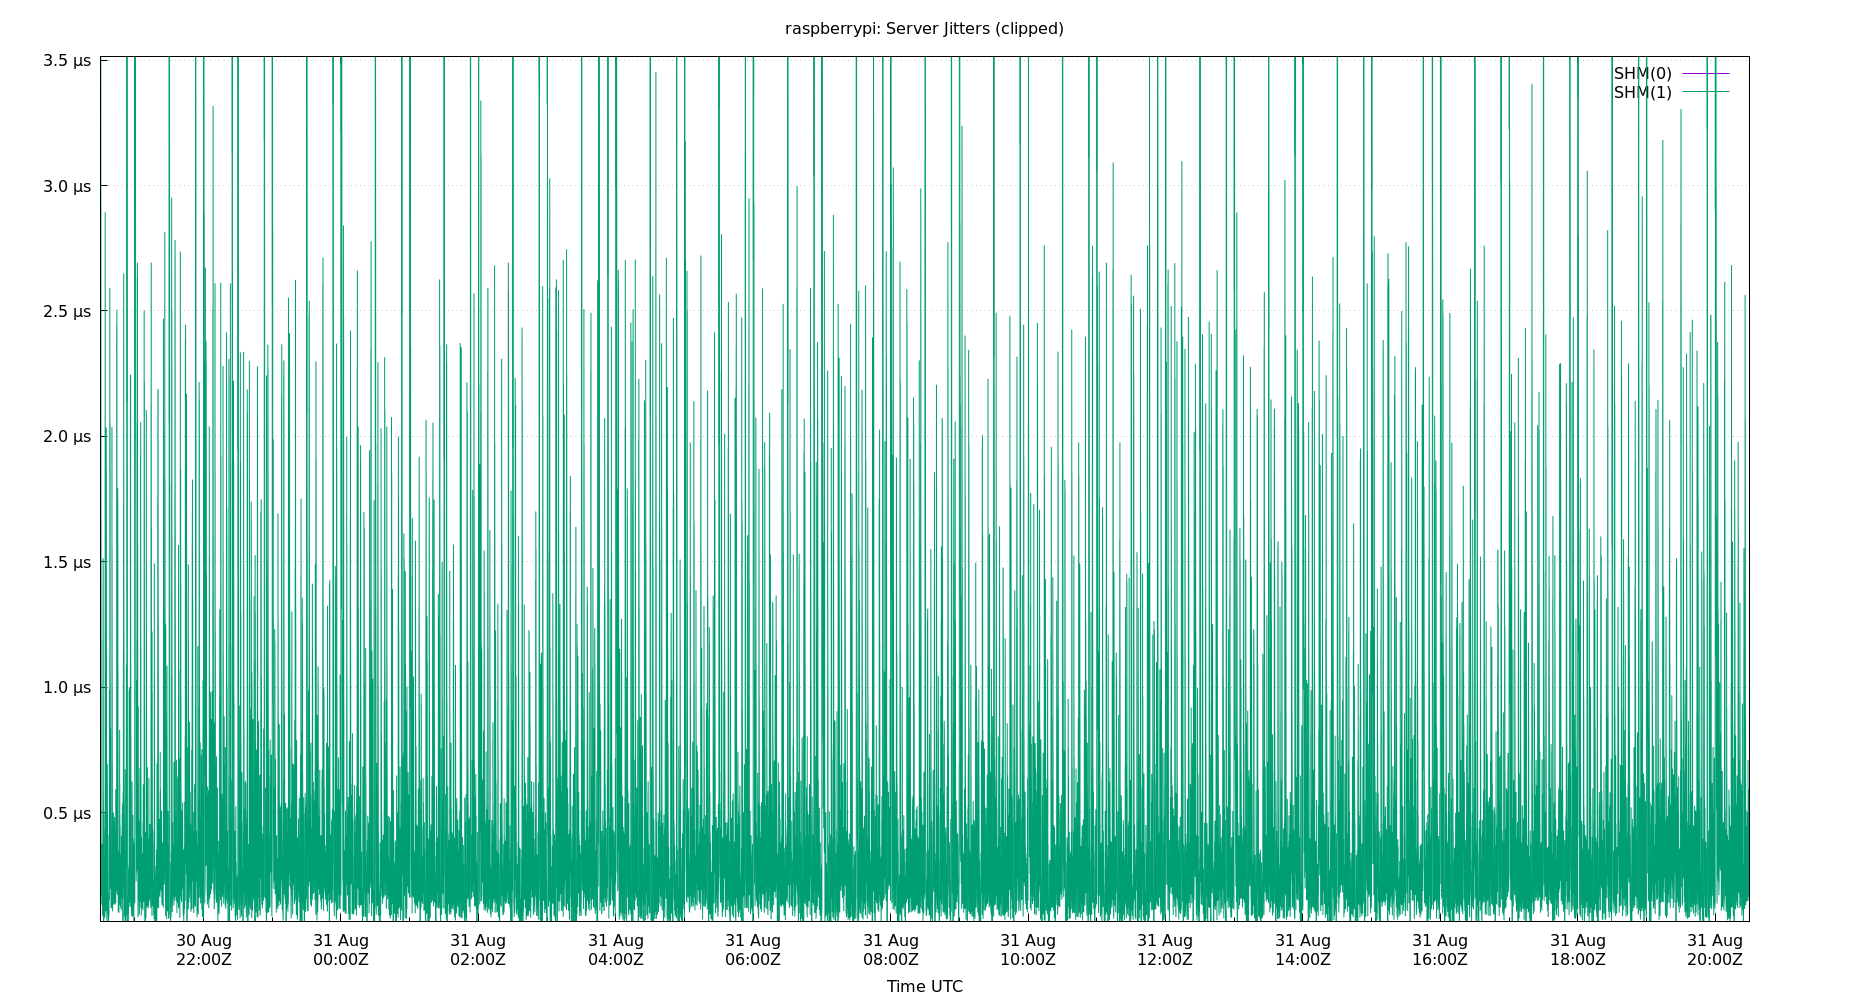 raspberrypi: Server Jitters (clipped)
3.5 µs
3.0 µs
2.5 µs
2.0 µs
1.5 µs
1.0 µs
0.5 µs
SHM(0)
SHM(1)
30 Aug 31 Aug 31 Aug 31 Aug 31 Aug 31 Aug 31 Aug 31 Aug 31 Aug 31 Aug 31 Aug 31 Aug
22:00Z 00:00Z 02:00Z 04:00Z 06:00Z 08:00Z 10:00Z 12:00Z 14:00Z 16:00Z 18:00Z 20:00Z
Time UTC